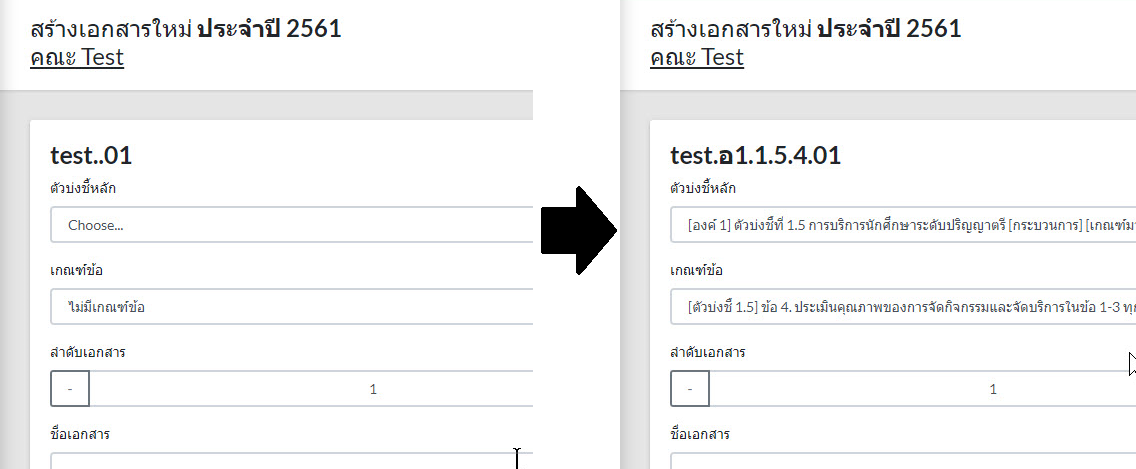 สร้างเอกสารใหม่ ประจำปี 2561
คณะ Test
test..01
ตัวบ่งชี้หลัก
Choose...
เกณฑ์ข้อ
ไม่มีเกณฑ์ข้อ
ลำดับเอกสาร
- 1
ชื่อเอกสาร
สร้างเอกสารใหม่ ประจำปี 2561
คณะ Test
test.อ1.1.5.4.01
ตัวบ่งชี้หลัก
[องค์ 1] ตัวบ่งชี้ที่ 1.5 การบริการนักศึกษาระดับปริญญาตรี [กระบวนการ] [เกณฑ์มา
เกณฑ์ข้อ
[ตัวบ่งชี้ 1.5] ข้อ 4. ประเมินคุณภาพของการจัดกิจกรรมและจัดบริการในข้อ 1-3 ทุก
ลำดับเอกสาร
- 1
ชื่อเอกสาร